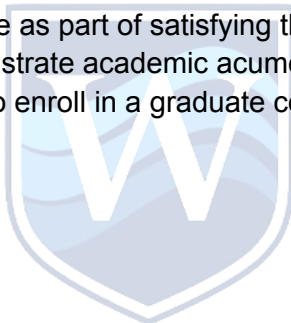 e as part of satisfying th
strate academic acume
o enroll in a graduate co
W